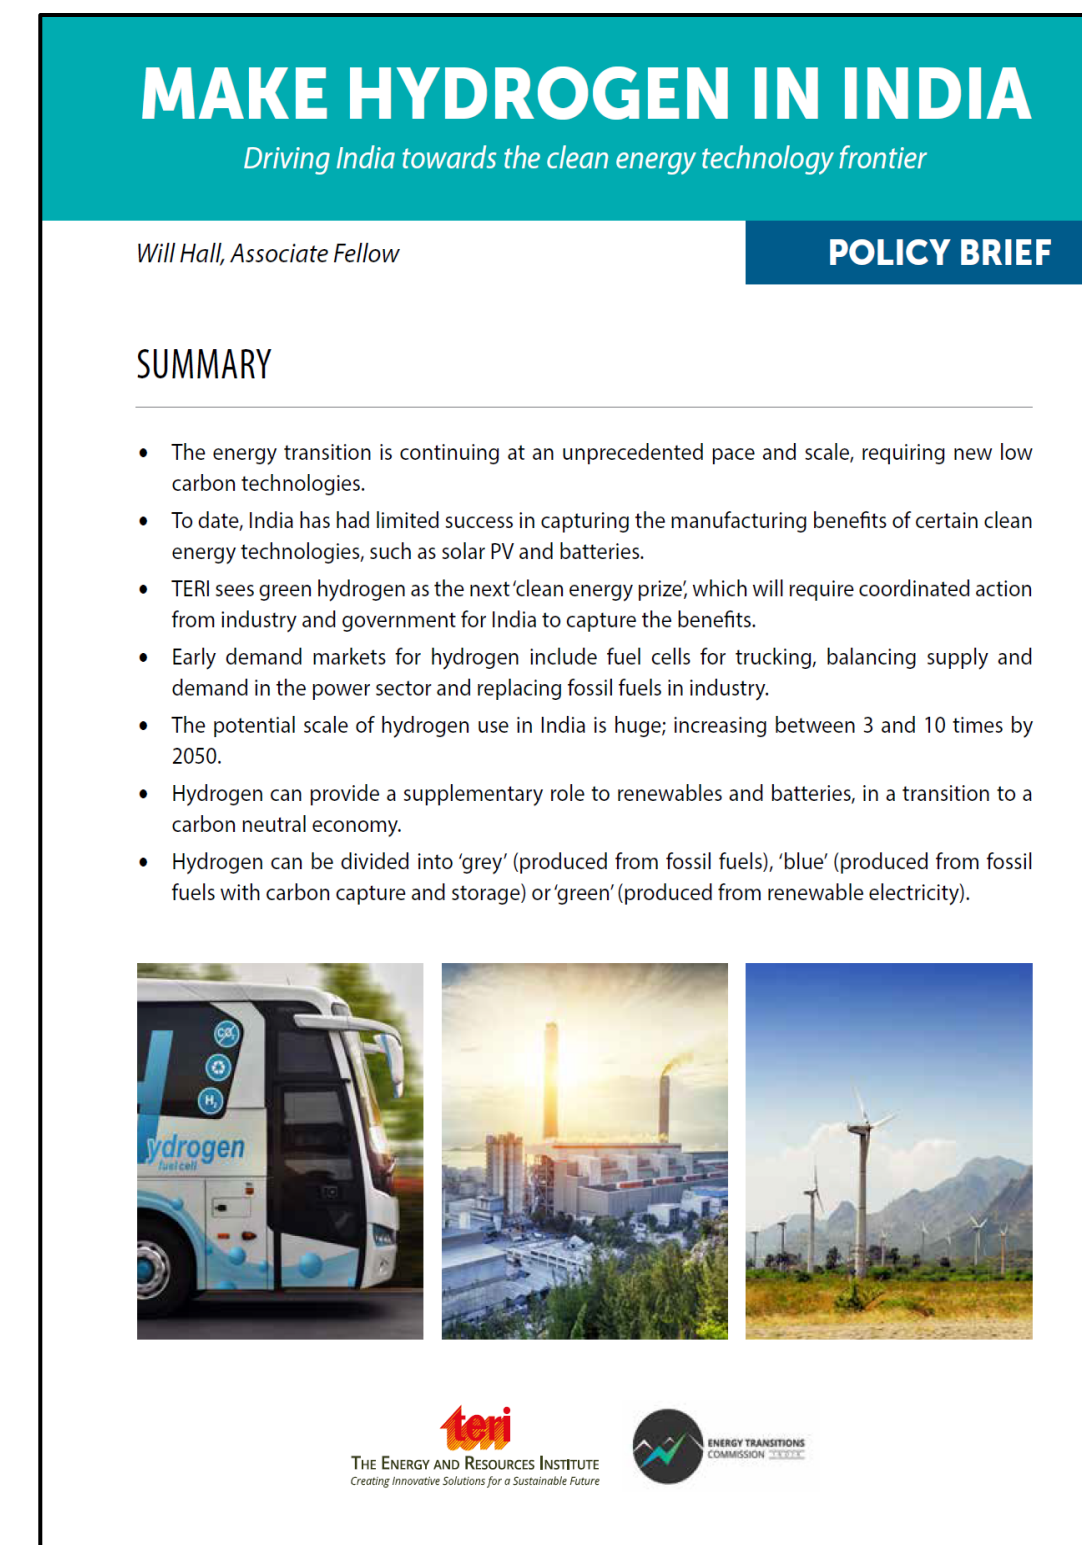 MAKE HYDROGEN IN INDIA
Driving India towards the clean energy technology frontier
Will Hall, Associate Fellow
POLICY BRIEF
SUMMARY
• The energy transition is continuing at an unprecedented pace and scale, requiring new low
carbon technologies.
• To date, India has had limited success in capturing the manufacturing benefits of certain clean
energy technologies, such as solar PV and batteries.
• TERI sees green hydrogen as the next ‘clean energy prize’, which will require coordinated action
from industry and government for India to capture the benefits.
• Early demand markets for hydrogen include fuel cells for trucking, balancing supply and
demand in the power sector and replacing fossil fuels in industry.
• The potential scale of hydrogen use in India is huge; increasing between 3 and 10 times by
2050.
• Hydrogen can provide a supplementary role to renewables and batteries, in a transition to a
carbon neutral economy.
• Hydrogen can be divided into ‘grey’ (produced from fossil fuels), ‘blue’ (produced from fossil
fuels with carbon capture and storage) or ‘green’ (produced from renewable electricity).
CO₂
H₂
Hydrogen
fuel cell
teri
THE ENERGY AND RESOURCES INSTITUTE
Creating Innovative Solutions for a Sustainable Future
ENERGY TRANSITIONS
COMMISSION INDIA